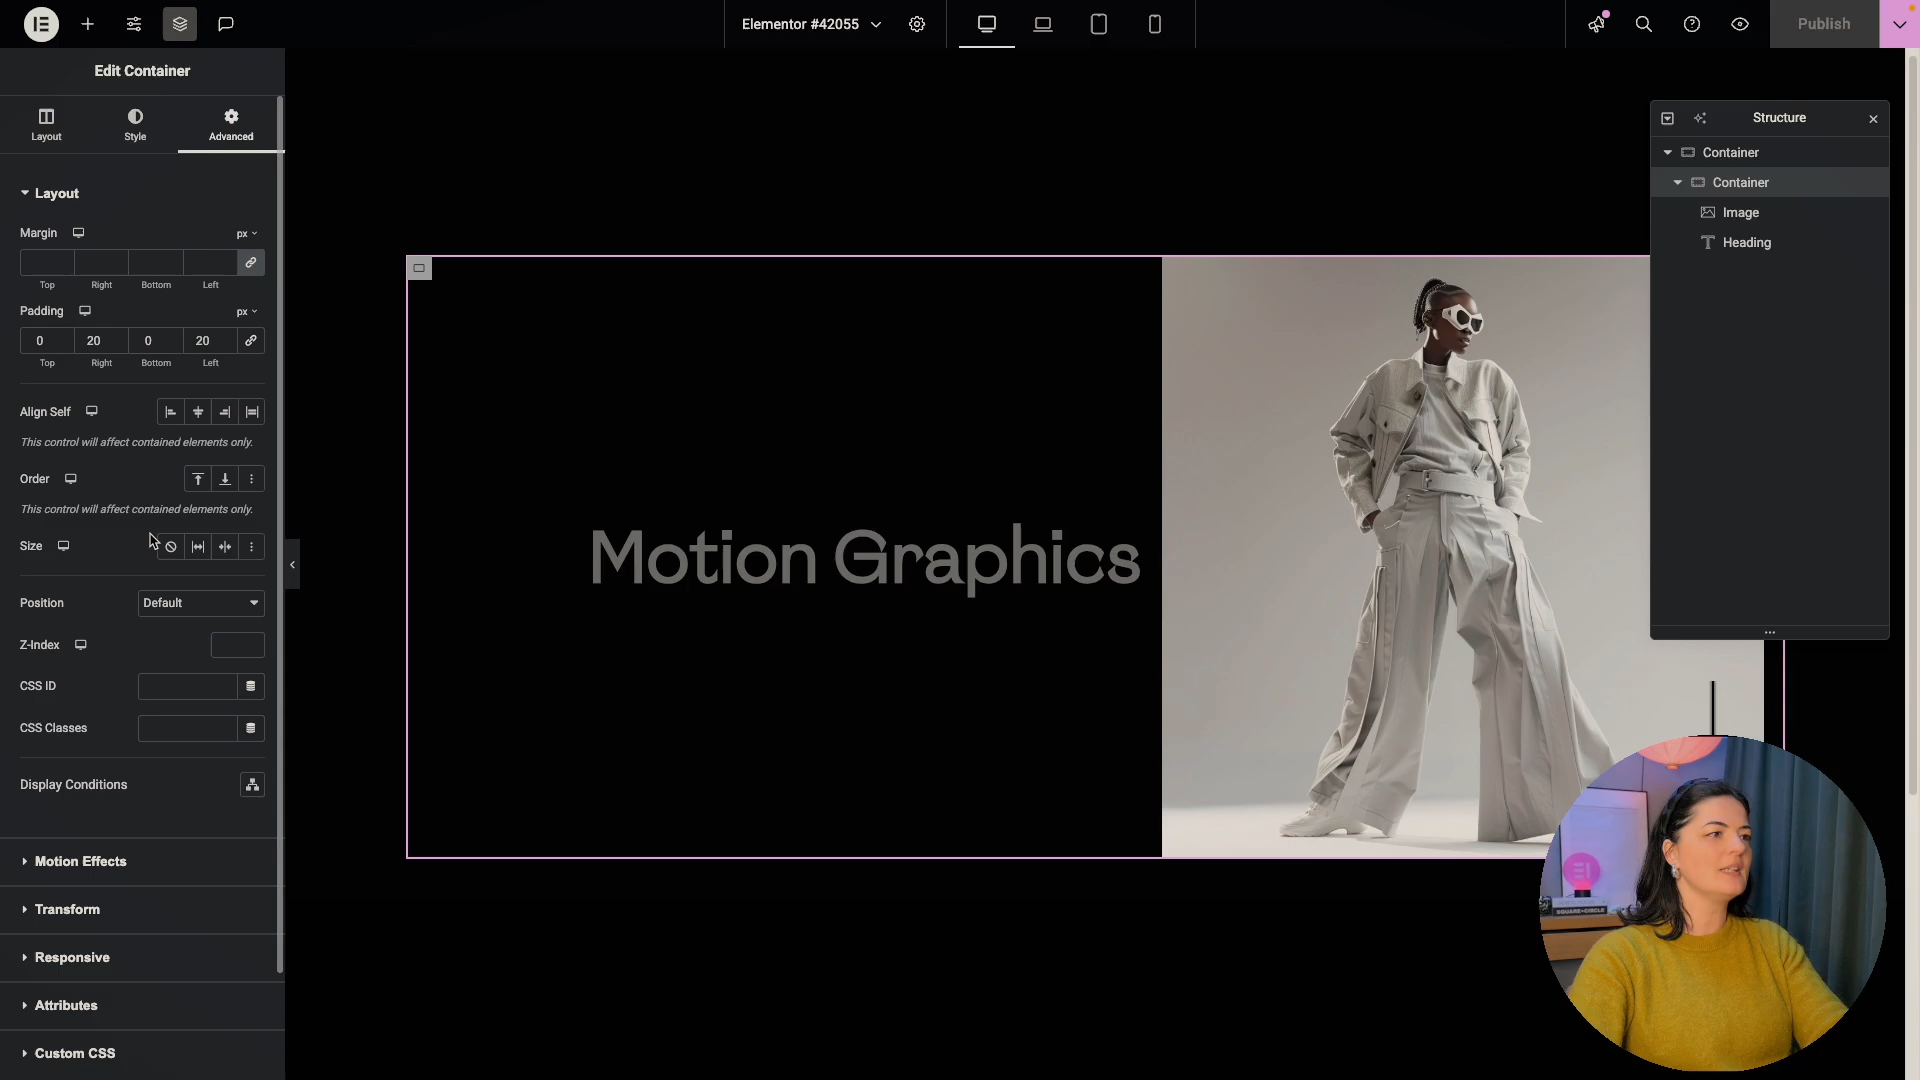 Elementor #42055
Publish
Edit Container
Layout
Style
Advanced
Layout
Margin
px
Top
Right
Bottom
Left
Padding
px
0
20
0
20
Top
Right
Bottom
Left
Align Self
This control will affect contained elements only.
Order
This control will affect contained elements only.
Size
Position
Default
Z-Index
CSS ID
CSS Classes
Display Conditions
Motion Effects
Transform
Responsive
Attributes
Custom CSS
Motion Graphics
Structure
Container
Container
Image
Heading
SQUARE+CIRCLE